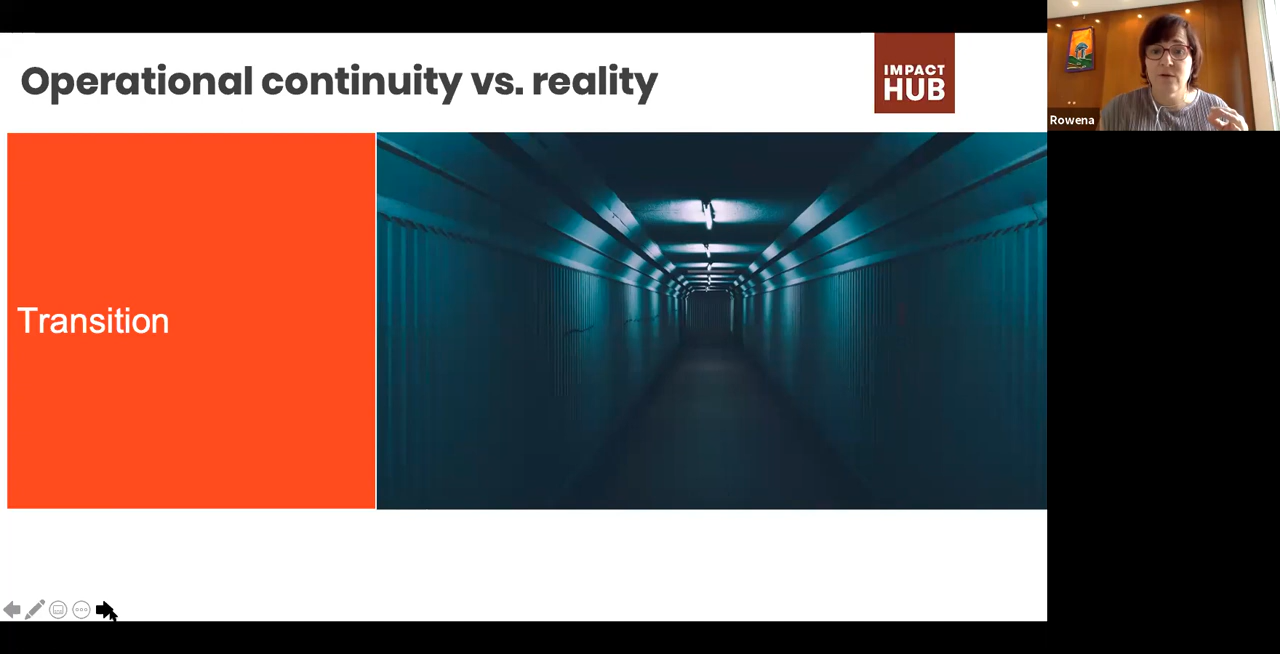 Operational continuity vs. reality
IMPACT
HUB
Rowena
Transition